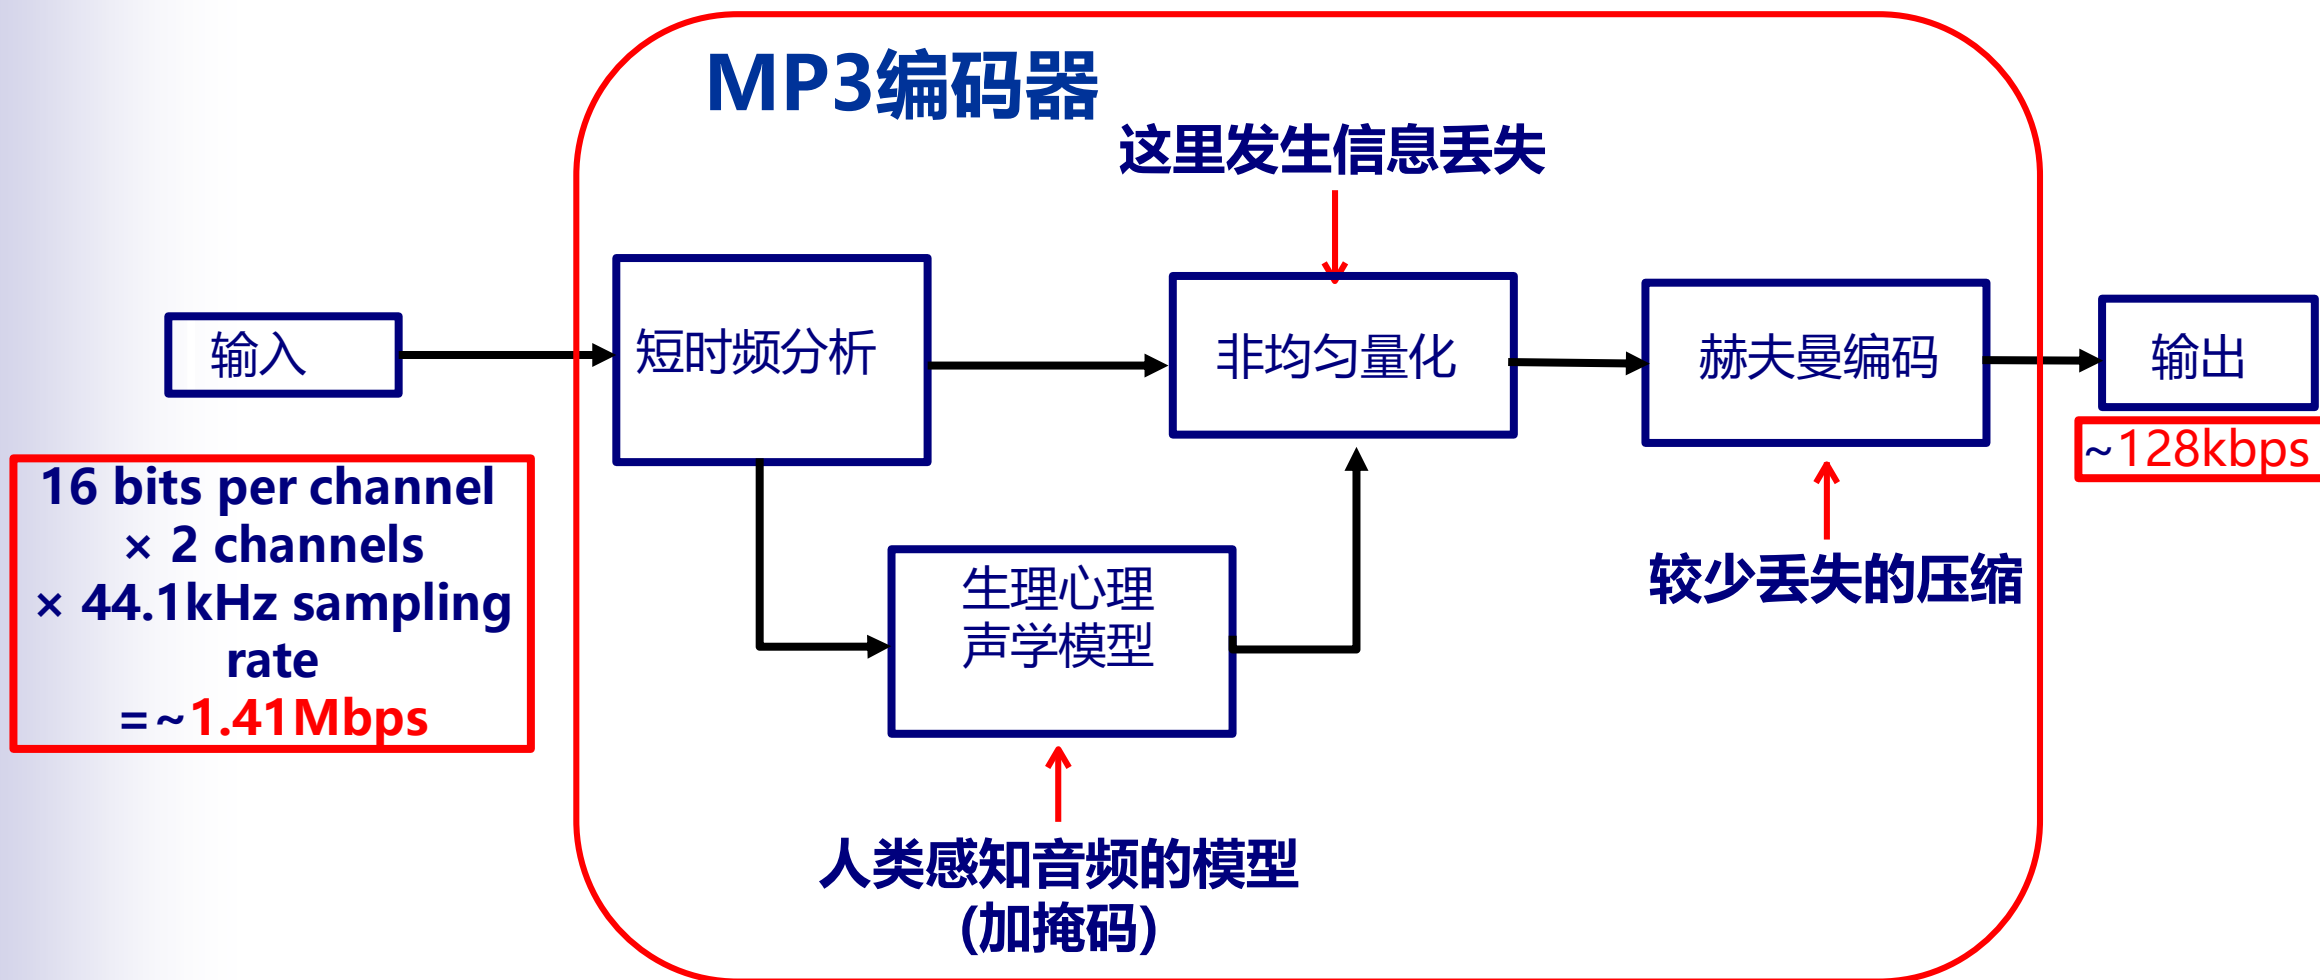 MP3编码器
这里发生信息丢失
输入
短时频分析
非均匀量化
赫夫曼编码
输出
~128kbps
16 bits per channel
× 2 channels
× 44.1kHz sampling
rate
=~1.41Mbps
生理心理
声学模型
较少丢失的压缩
人类感知音频的模型
(加掩码)